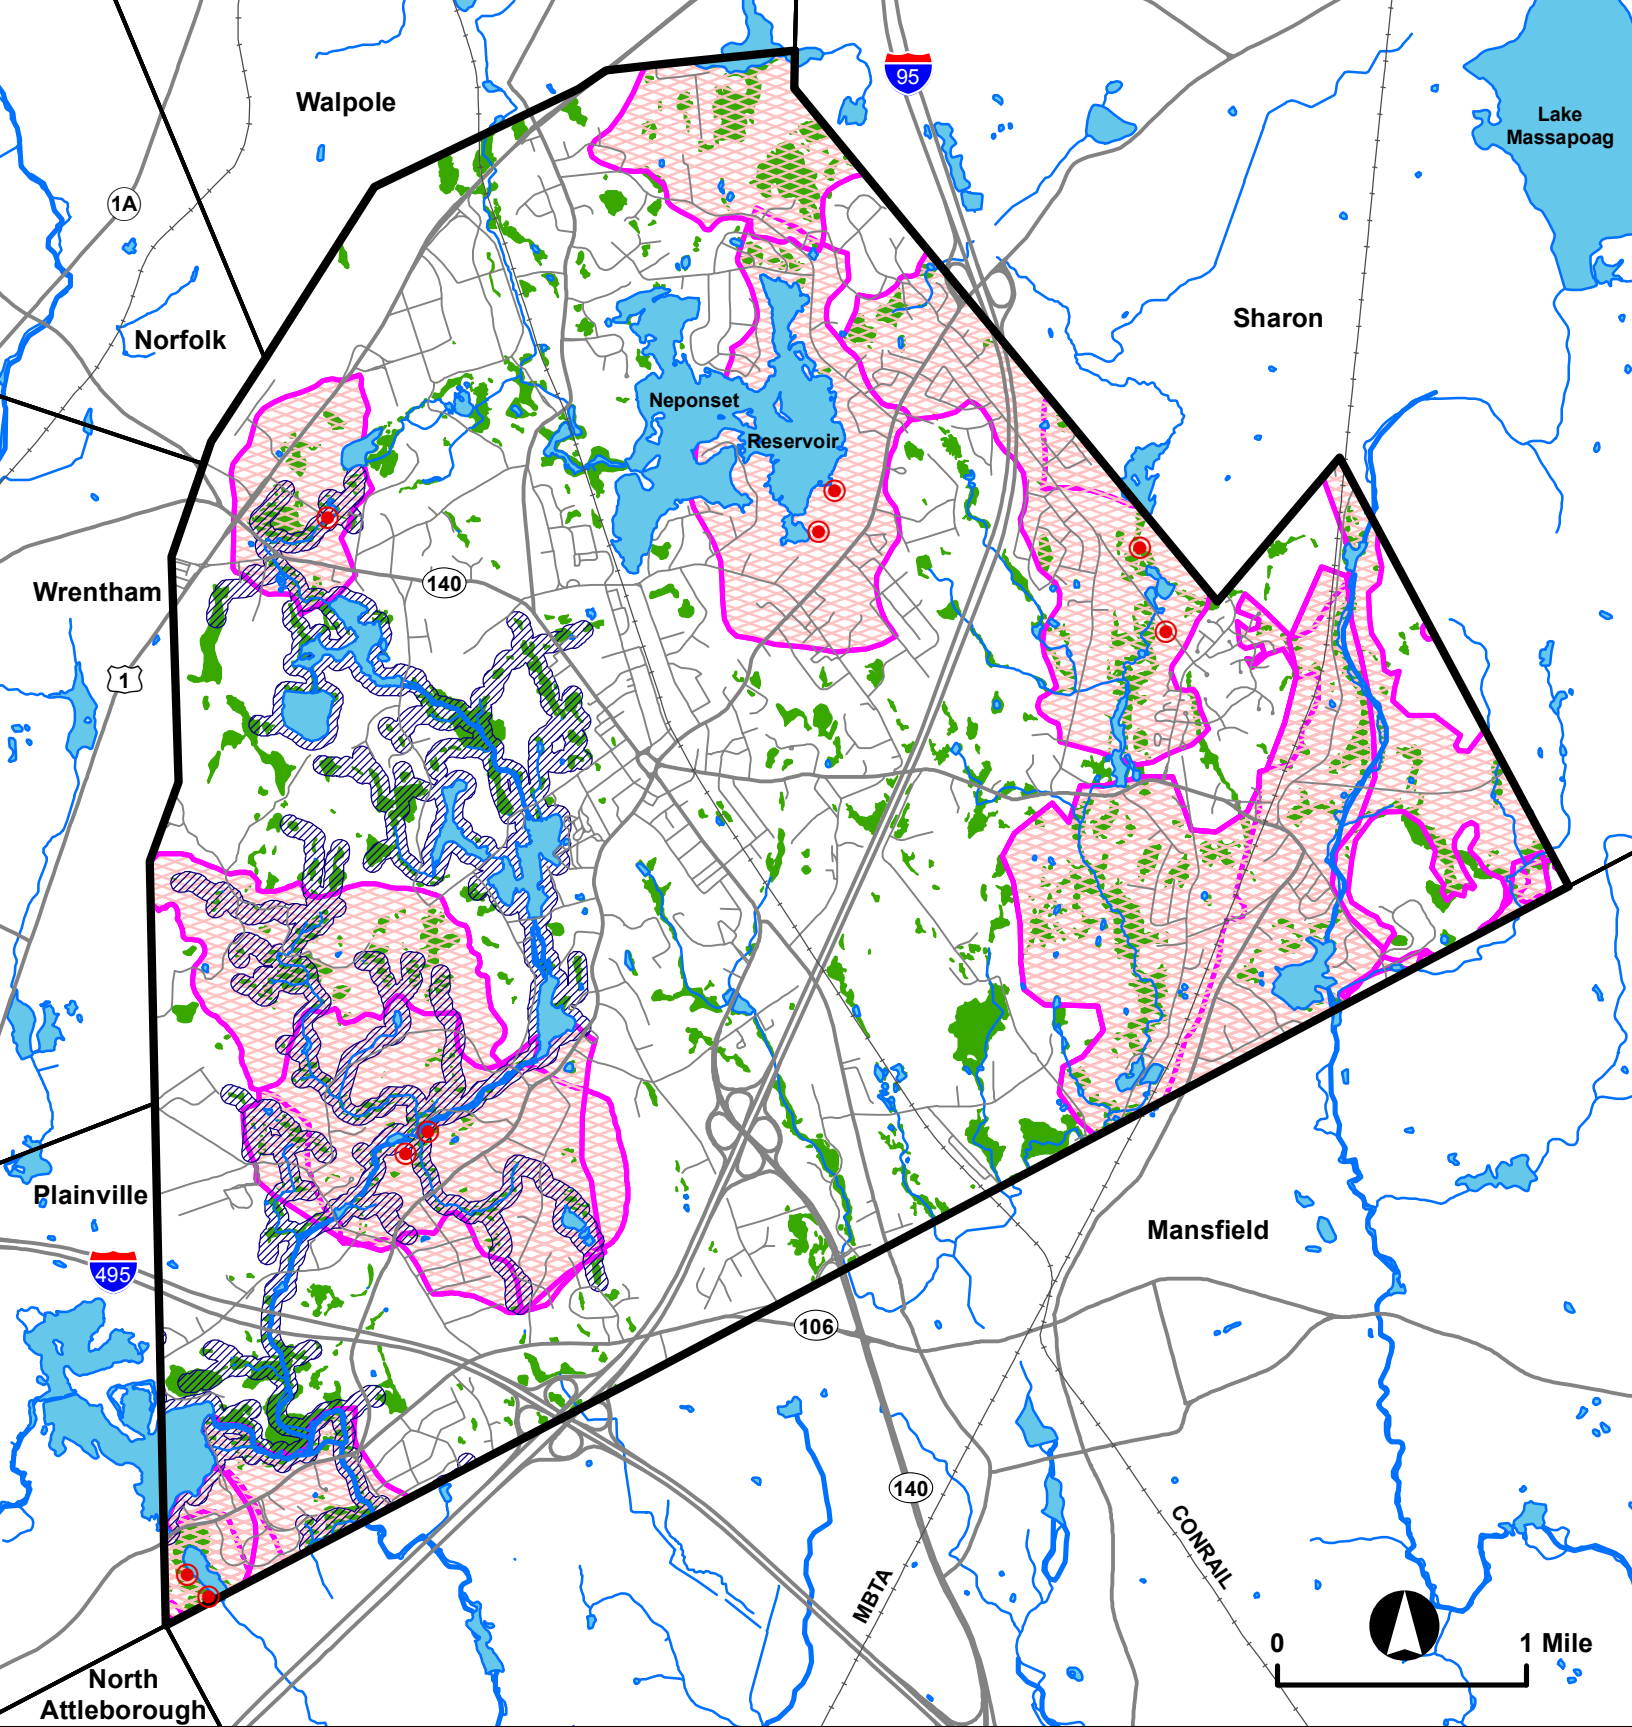 95
Walpole
Lake
Massapoag
1A
Sharon
Norfolk
Neponset
Reservoir
140
Wrentham
1
Plainville
Mansfield
495
106
140
CONRAIL
MBTA
0
1 Mile
North
Attleborough